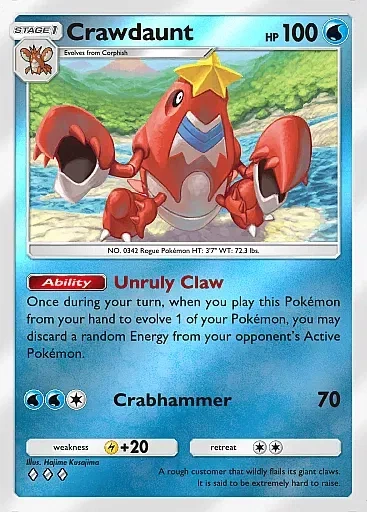 STAGE 1 Crawdaunt HP 100
Evolves from Corphish
NO. 0342 Rogue Pokémon HT: 3'7" WT: 72.3 lbs.
Ability Unruly Claw
Once during your turn, when you play this Pokémon
from your hand to evolve 1 of your Pokémon, you may
discard a random Energy from your opponent's Active
Pokémon.
Crabhammer 70
weakness +20 retreat
Illus. Hajime Kusajima
A rough customer that wildly flails its giant claws.
It is said to be extremely hard to raise.